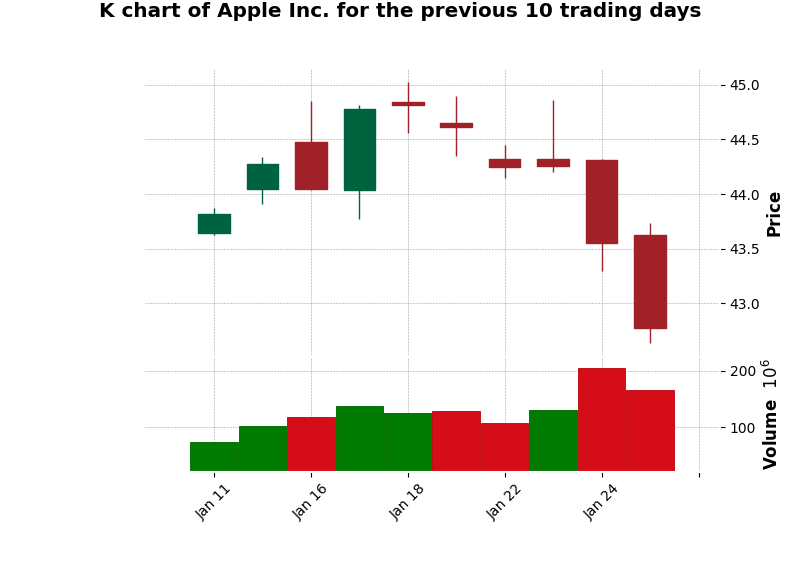 K chart of Apple Inc. for the previous 10 trading days
45.0
44.5
44.0
43.5
43.0
Price
200
100
Volume 10^6
Jan 11
Jan 16
Jan 18
Jan 22
Jan 24